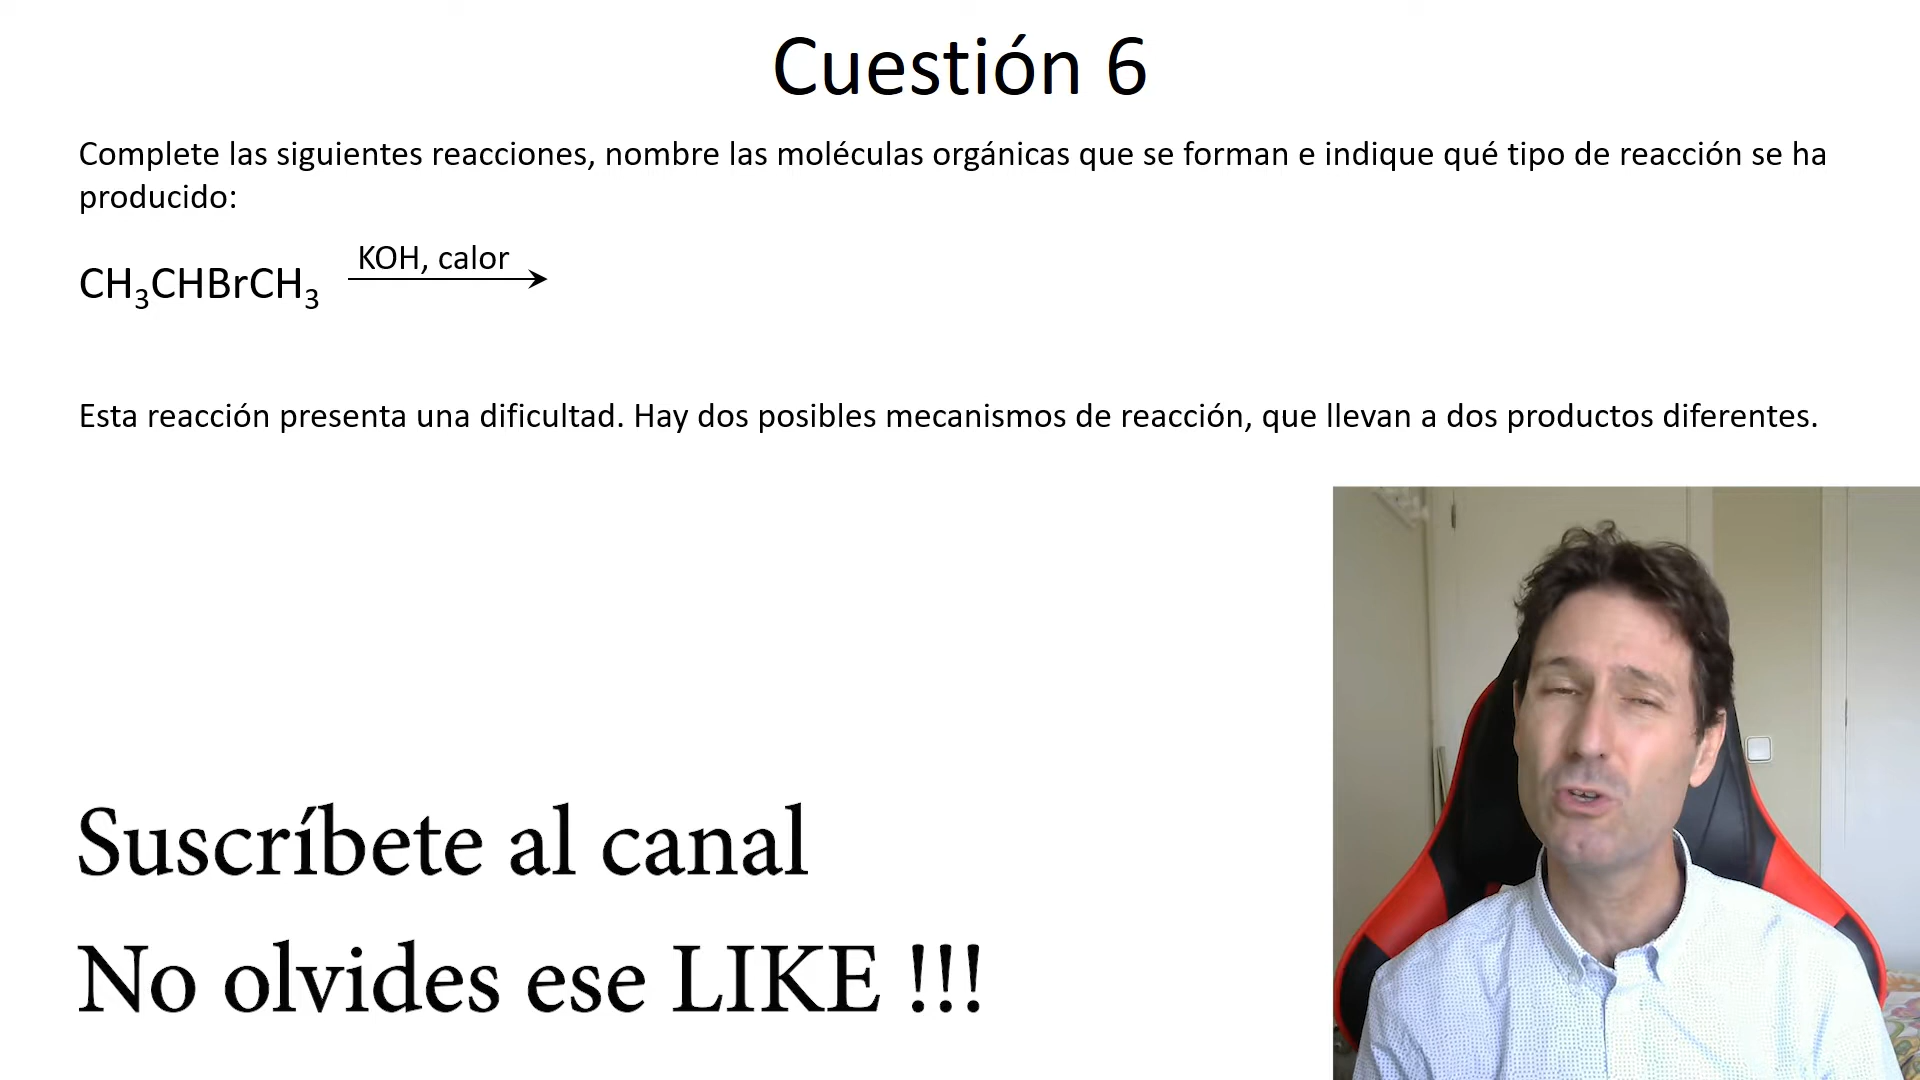 Cuestión 6
Complete las siguientes reacciones, nombre las moléculas orgánicas que se forman e indique qué tipo de reacción se ha
producido:
KOH, calor
CH₃CHBrCH₃
Esta reacción presenta una dificultad. Hay dos posibles mecanismos de reacción, que llevan a dos productos diferentes.
Suscríbete al canal
No olvides ese LIKE !!!